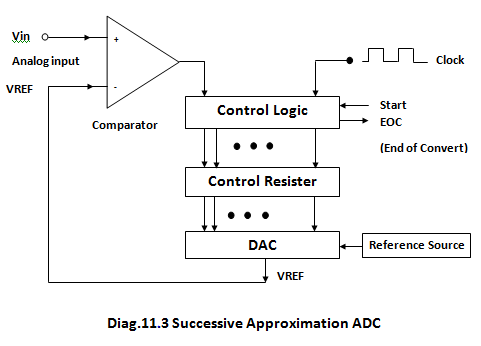 Vin
+
Clock
Analog input
VREF
-
Start
Control Logic
EOC
Comparator
(End of Convert)
Control Resister
DAC
Reference Source
VREF
Diag.11.3 Successive Approximation ADC